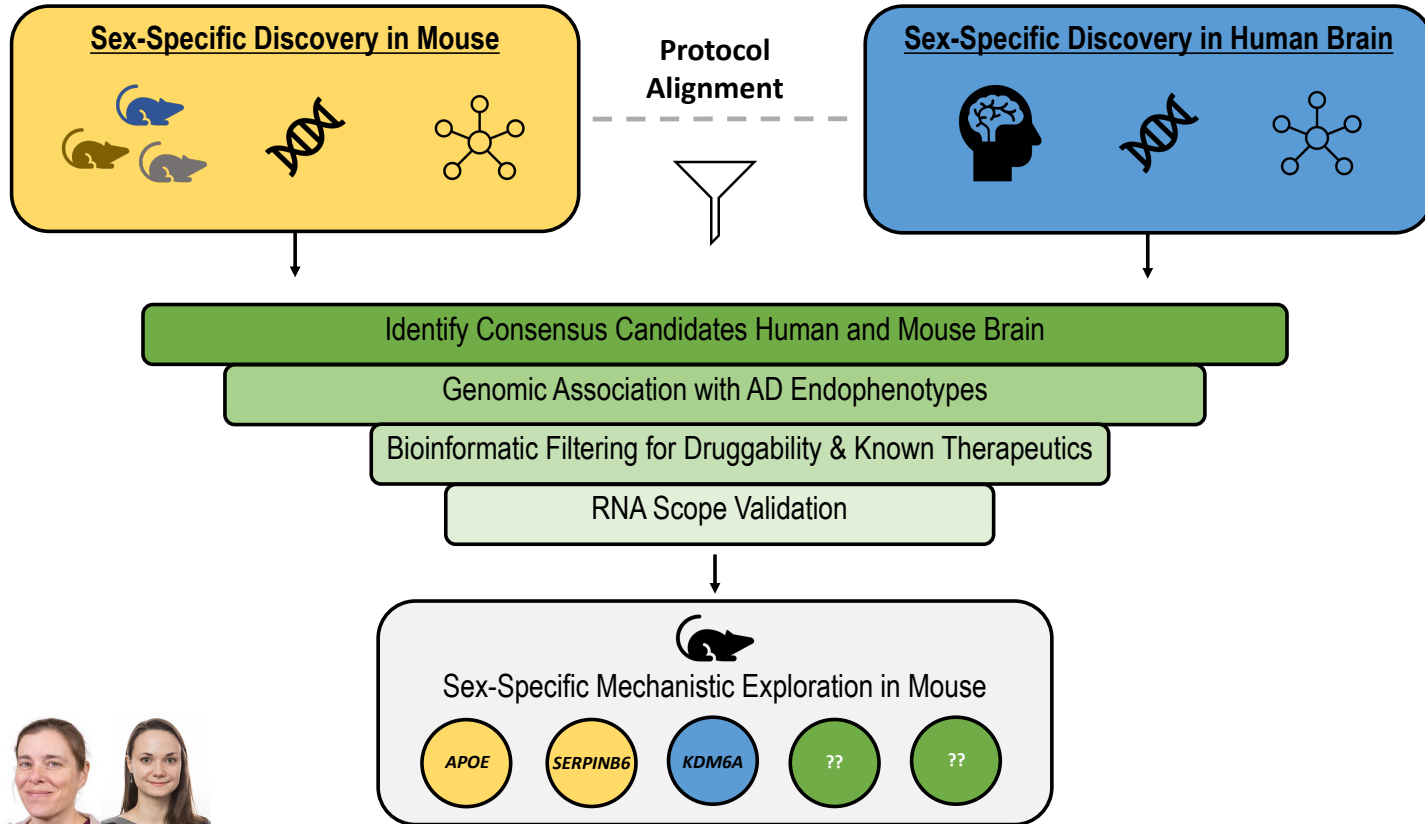 Sex-Specific Discovery in Mouse
Protocol
Alignment
Sex-Specific Discovery in Human Brain
Identify Consensus Candidates Human and Mouse Brain
Genomic Association with AD Endophenotypes
Bioinformatic Filtering for Druggability & Known Therapeutics
RNA Scope Validation
Sex-Specific Mechanistic Exploration in Mouse
APOE
SERPINB6
KDM6A
??
??